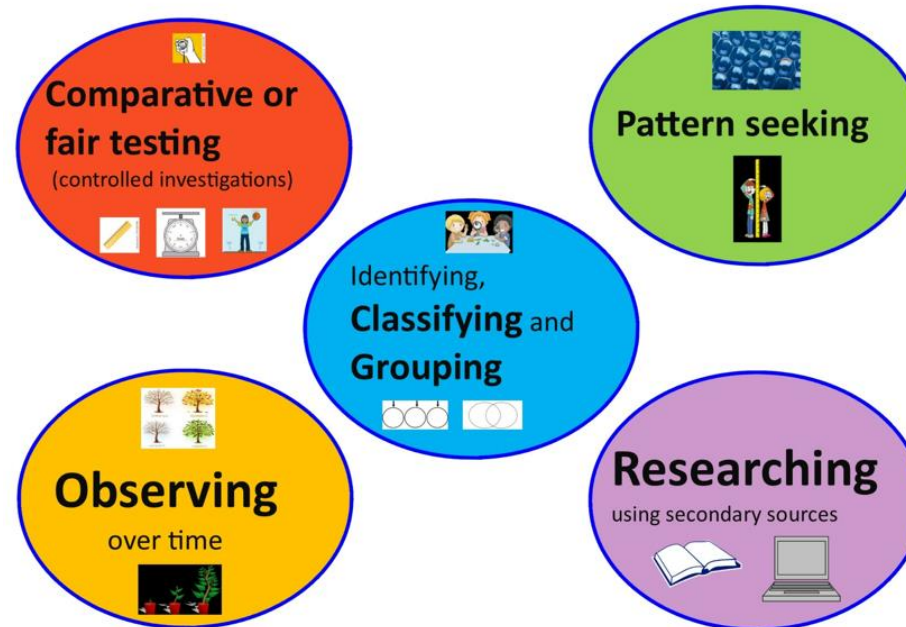 Comparative or
fair testing
(controlled investigations)
Pattern seeking
Identifying,
Classifying and
Grouping
Observing
over time
Researching
using secondary sources